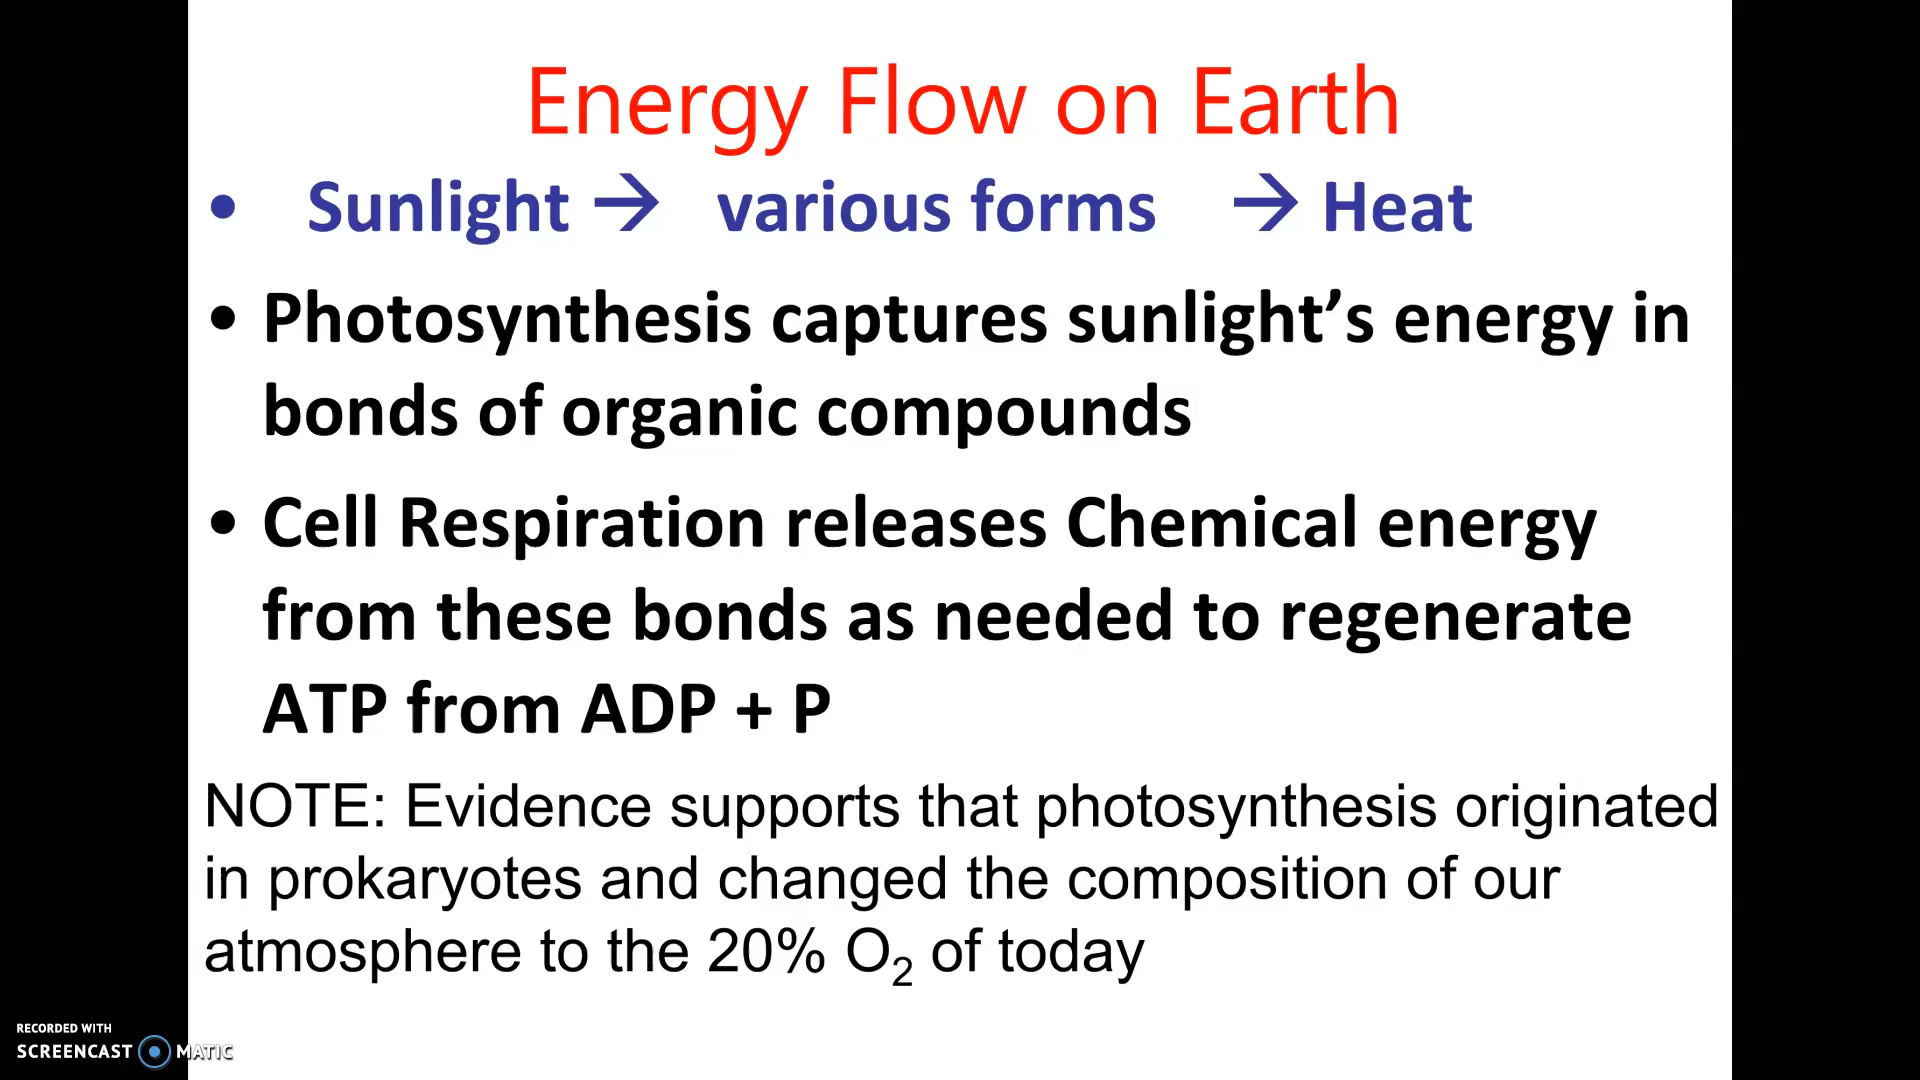 Energy Flow on Earth
• Sunlight → various forms → Heat
• Photosynthesis captures sunlight’s energy in
bonds of organic compounds
• Cell Respiration releases Chemical energy
from these bonds as needed to regenerate
ATP from ADP + P
NOTE: Evidence supports that photosynthesis originated
in prokaryotes and changed the composition of our
atmosphere to the 20% O₂ of today
RECORDED WITH
SCREENCAST MATIC